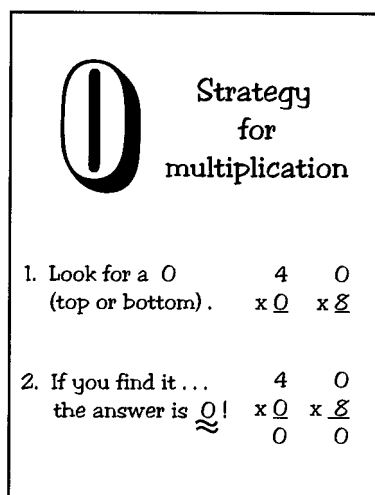 0 Strategy
for
multiplication
1. Look for a 0 4 0
(top or bottom). x 0 x 8
2. If you find it... 4 0
the answer is 0! x 0 x 8
0 0